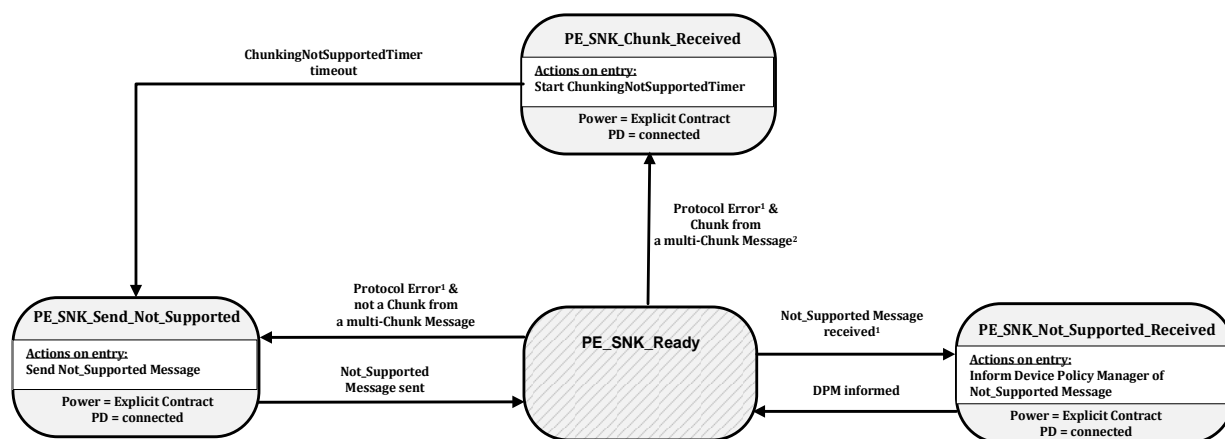 PE_SNK_Chunk_Received
Actions on entry:
Start ChunkingNotSupportedTimer
Power = Explicit Contract
PD = connected
ChunkingNotSupportedTimer
timeout
Protocol Error¹ &
Chunk from
a multi-Chunk Message²
Protocol Error¹ &
not a Chunk from
a multi-Chunk Message
PE_SNK_Send_Not_Supported
Actions on entry:
Send Not_Supported Message
Power = Explicit Contract
PD = connected
Not_Supported
Message sent
PE_SNK_Ready
Not_Supported Message
received¹
DPM informed
PE_SNK_Not_Supported_Received
Actions on entry:
Inform Device Policy Manager of
Not_Supported Message
Power = Explicit Contract
PD = connected